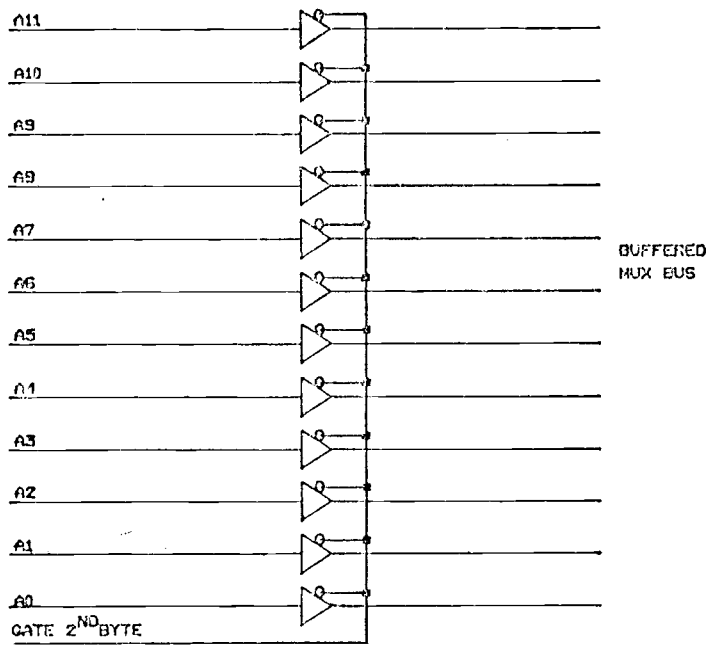 A11
A10
A9
A9
A7
A6
A5
A4
A3
A2
A1
A0
GATE 2ND BYTE
BUFFERED
MUX BUS